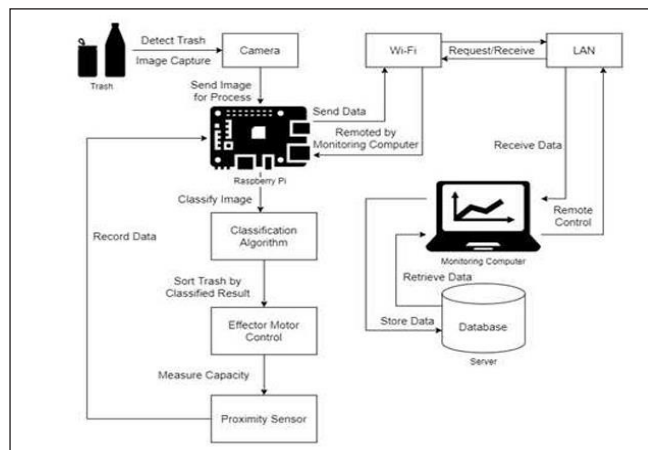 Detect Trash
Image Capture
Camera
Trash
Send Image
for Process
Wi-Fi
Request/Receive
LAN
Send Data
Remoted by
Monitoring Computer
Receive Data
Raspberry Pi
Classify Image
Record Data
Classification
Algorithm
Remote
Control
Monitoring Computer
Retrieve Data
Sort Trash by
Classified Result
Effector Motor
Control
Store Data
Database
Server
Measure Capacity
Proximity Sensor